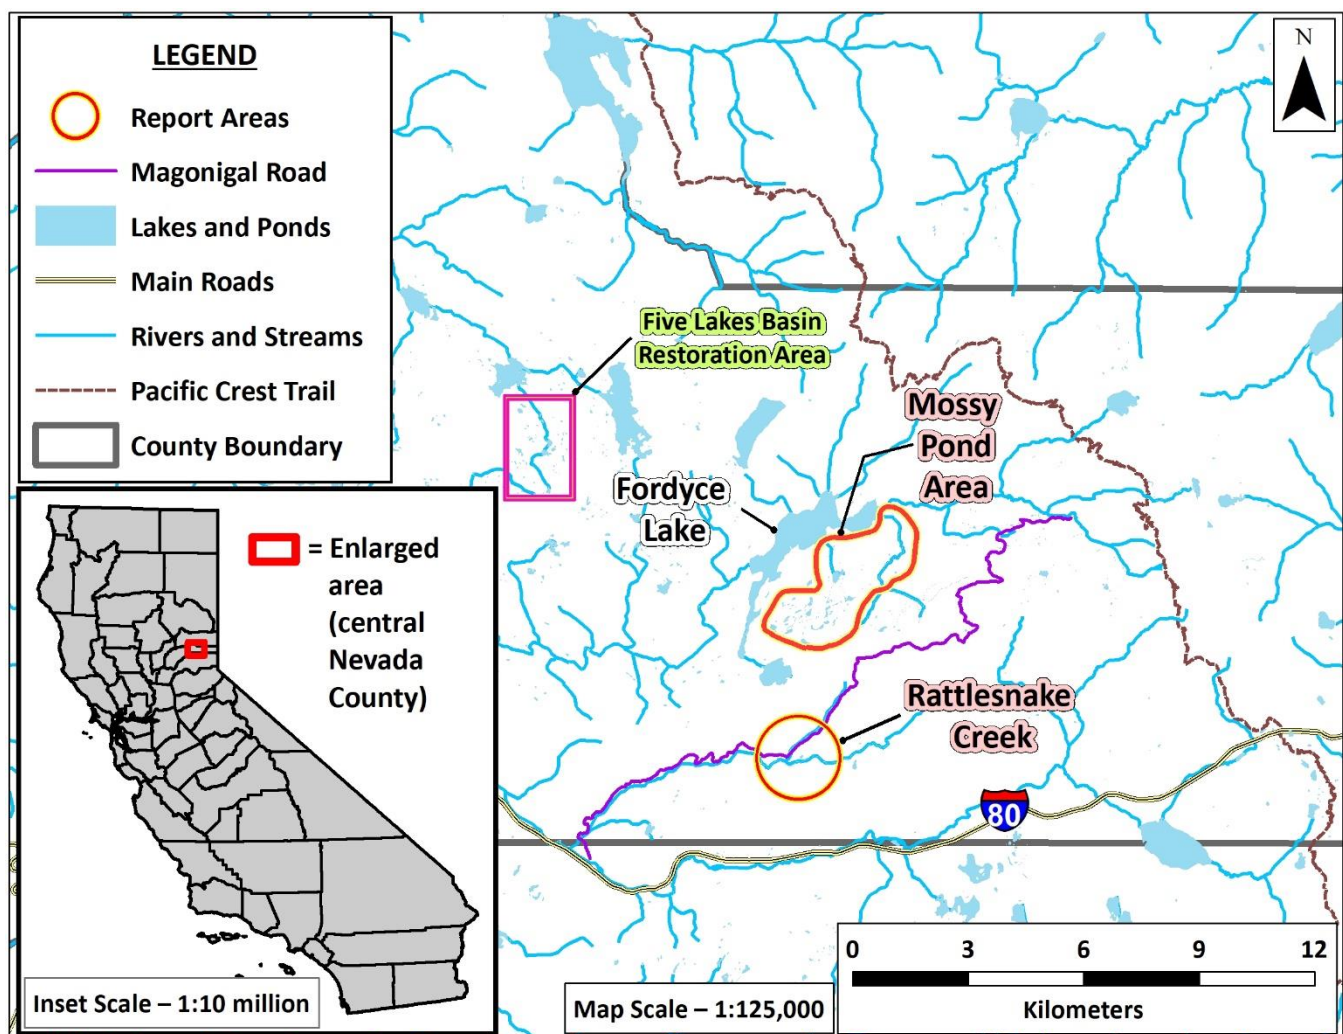 LEGEND
Report Areas
Magonigal Road
Lakes and Ponds
Main Roads
Rivers and Streams
Pacific Crest Trail
County Boundary
N
Five Lakes Basin
Restoration Area
Mossy
Pond
Area
Fordyce
Lake
Rattlesnake
Creek
80
= Enlarged
area
(central
Nevada
County)
Inset Scale – 1:10 million
Map Scale – 1:125,000
0 3 6 9 12
Kilometers